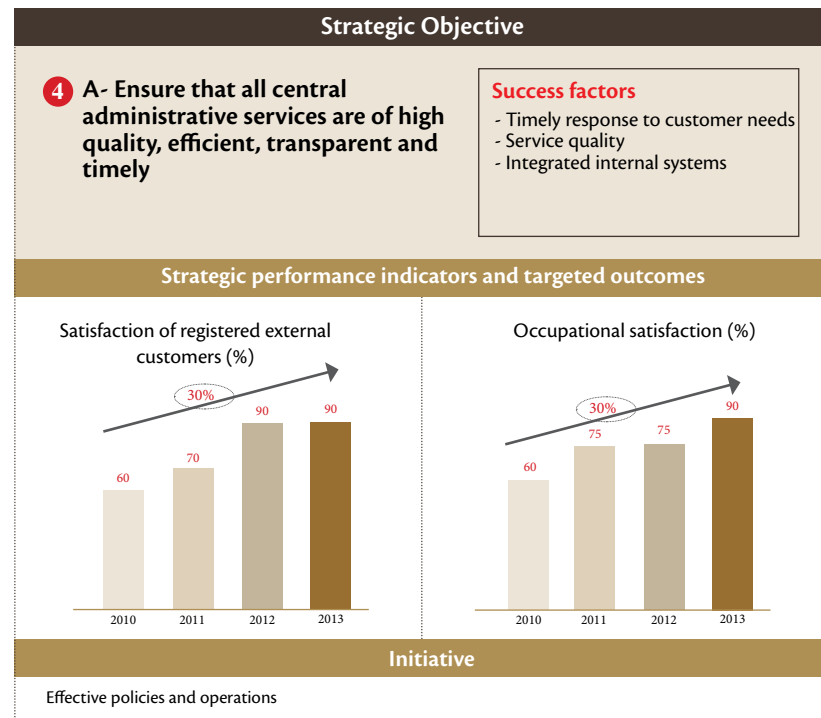 Strategic Objective
4 A- Ensure that all central
administrative services are of high
quality, efficient, transparent and
timely
Success factors
- Timely response to customer needs
- Service quality
- Integrated internal systems
Strategic performance indicators and targeted outcomes
Satisfaction of registered external
customers (%)
30%
60
70
90
90
2010
2011
2012
2013
Occupational satisfaction (%)
30%
60
75
75
90
2010
2011
2012
2013
Initiative
Effective policies and operations